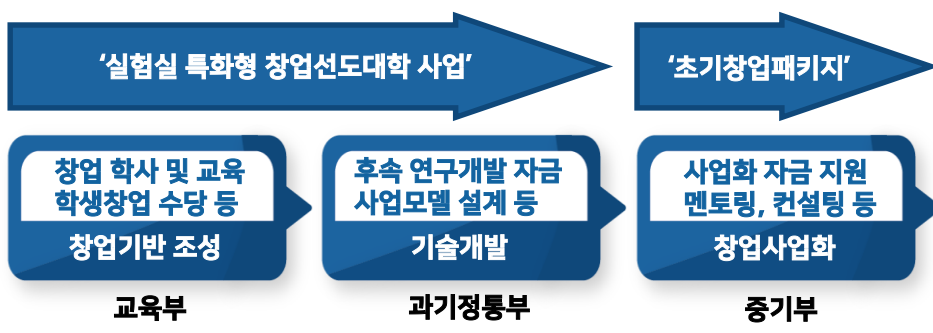 ‘실험실 특화형 창업선도대학 사업’
‘초기창업패키지’
창업 학사 및 교육
학생창업 수당 등
창업기반 조성
교육부
후속 연구개발 자금
사업모델 설계 등
기술개발
과기정통부
사업화 자금 지원
멘토링, 컨설팅 등
창업사업화
중기부